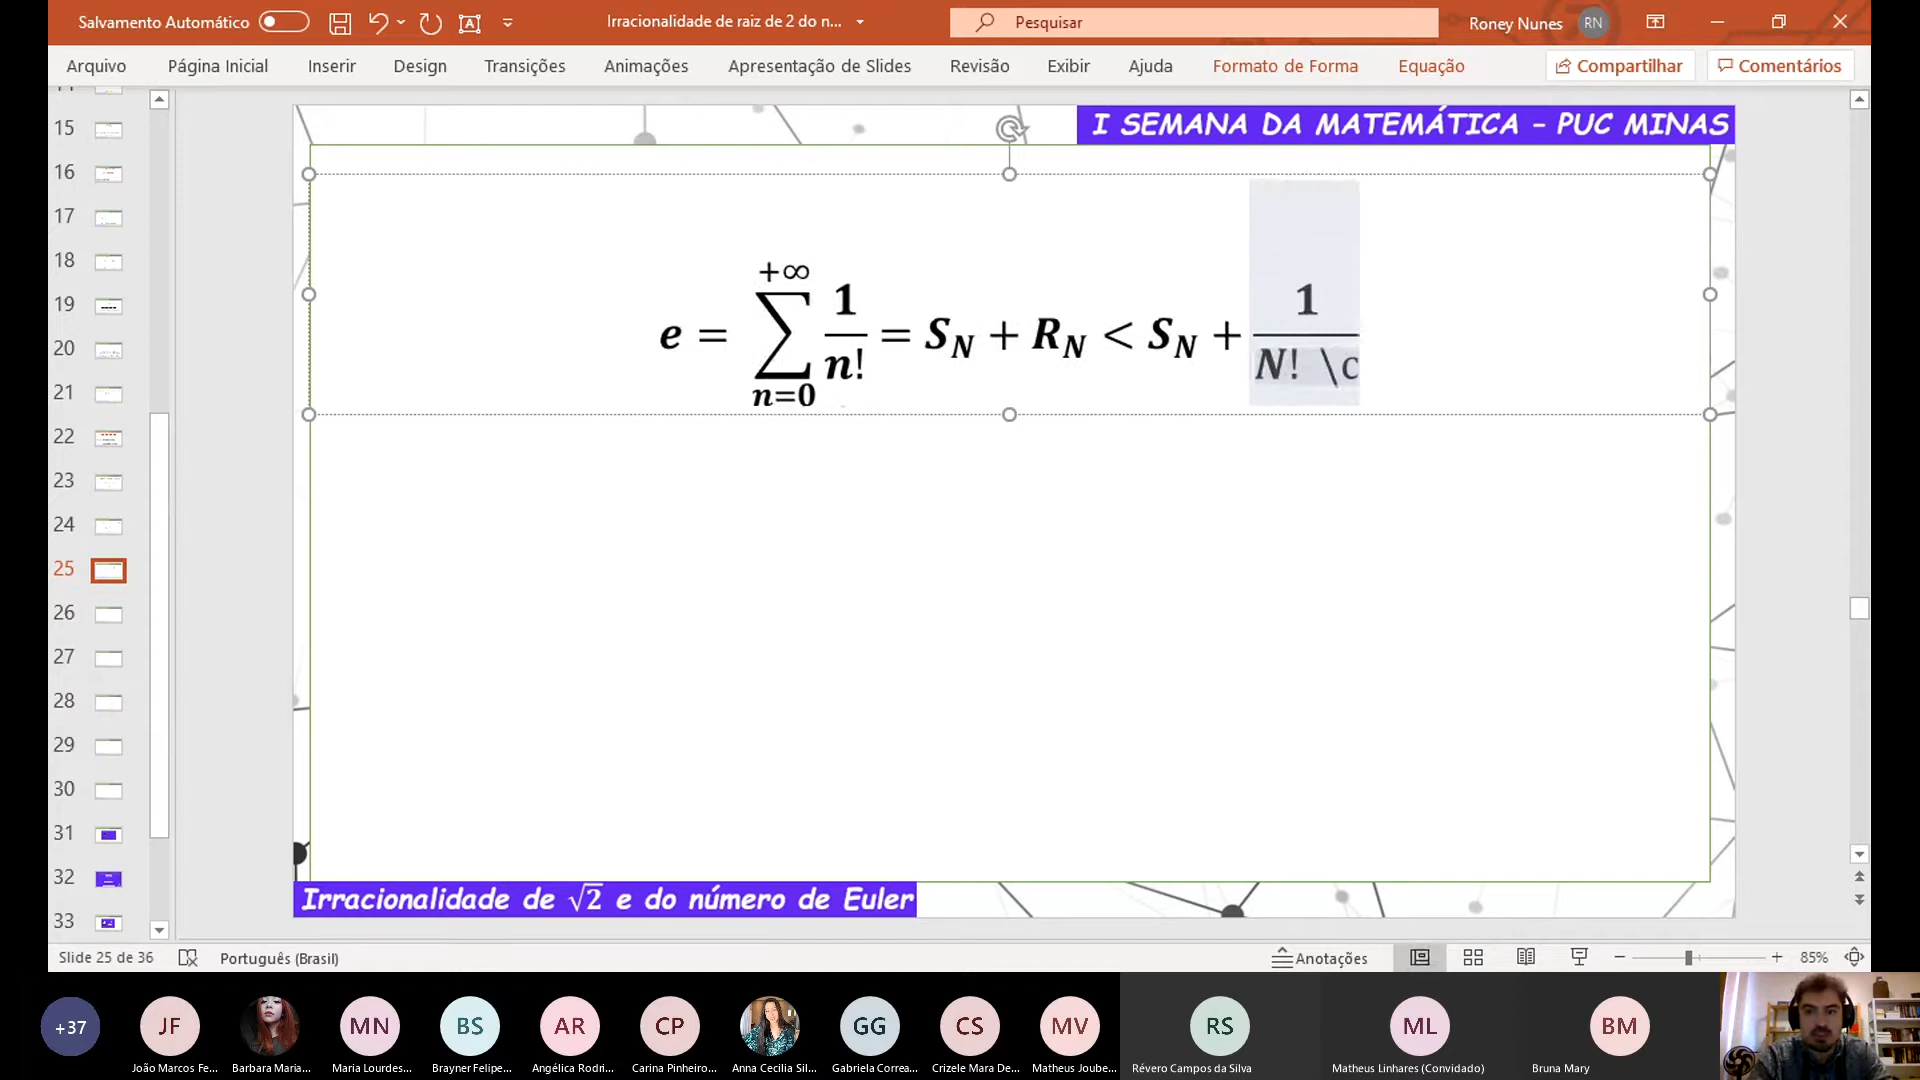 Salvamento Automático
Irracionalidade de raiz de 2 do n...
Pesquisar
Roney Nunes
RN
Arquivo Página Inicial Inserir Design Transições Animações Apresentação de Slides Revisão Exibir Ajuda Formato de Forma Equação Compartilhar Comentários
I SEMANA DA MATEMÁTICA - PUC MINAS
15
16
17
18
19
20
21
22
23
24
25
26
27
28
29
30
31
32
33
e = ∑_{n=0}^{+∞} 1/n! = S_N + R_N < S_N + 1/(N! \c
Irracionalidade de √2 e do número de Euler
Slide 25 de 36 Português (Brasil) Anotações 85%
+37 JF MN BS AR CP GG CS MV RS ML BM
João Marcos Fe... Barbara Maria... Maria Lourdes... Brayner Felipe... Angélica Rodri... Carina Pinheiro... Anna Cecilia Sil... Gabriela Correa... Crizele Mara De... Matheus Joube... Révero Campos da Silva Matheus Linhares (Convidado) Bruna Mary